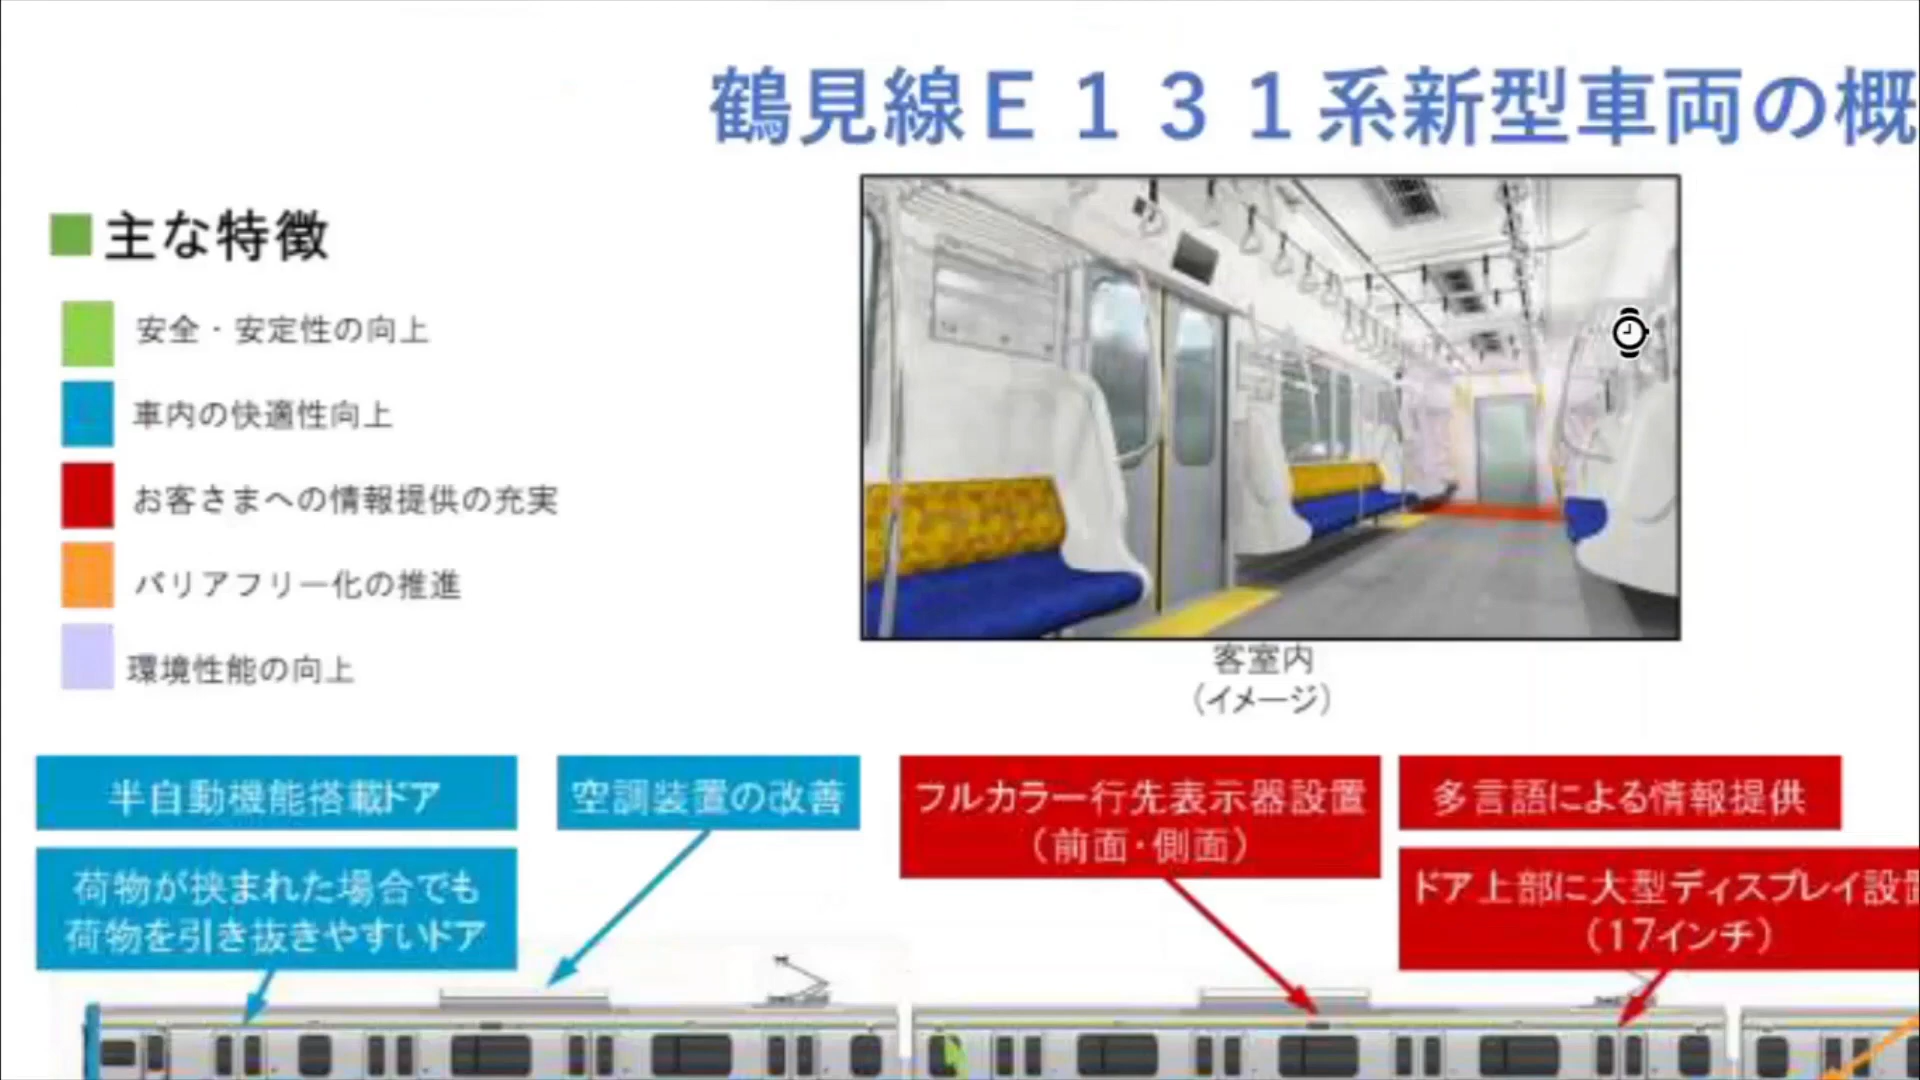 鶴見線E131系新型車両の概
主な特徴
安全・安定性の向上
車内の快適性向上
お客さまへの情報提供の充実
バリアフリー化の推進
環境性能の向上
客室内
（イメージ）
半自動機能搭載ドア
空調装置の改善
フルカラー行先表示器設置
（前面・側面）
多言語による情報提供
荷物が挟まれた場合でも
荷物を引き抜きやすいドア
ドア上部に大型ディスプレイ設置
（17インチ）